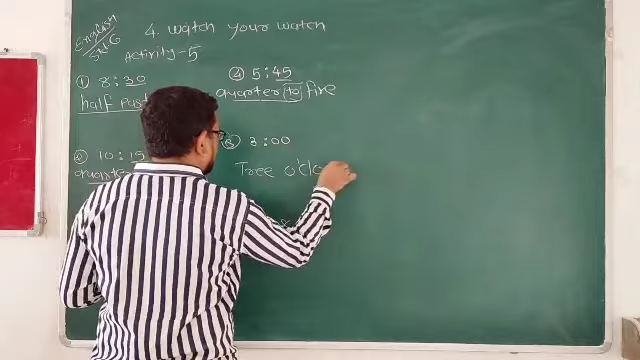 English
Std-6
4. Watch your watch
Activity-5
① 8:30
half past
② 10:15
④ 5:45
quarter to five
3:00
Tree o'clo